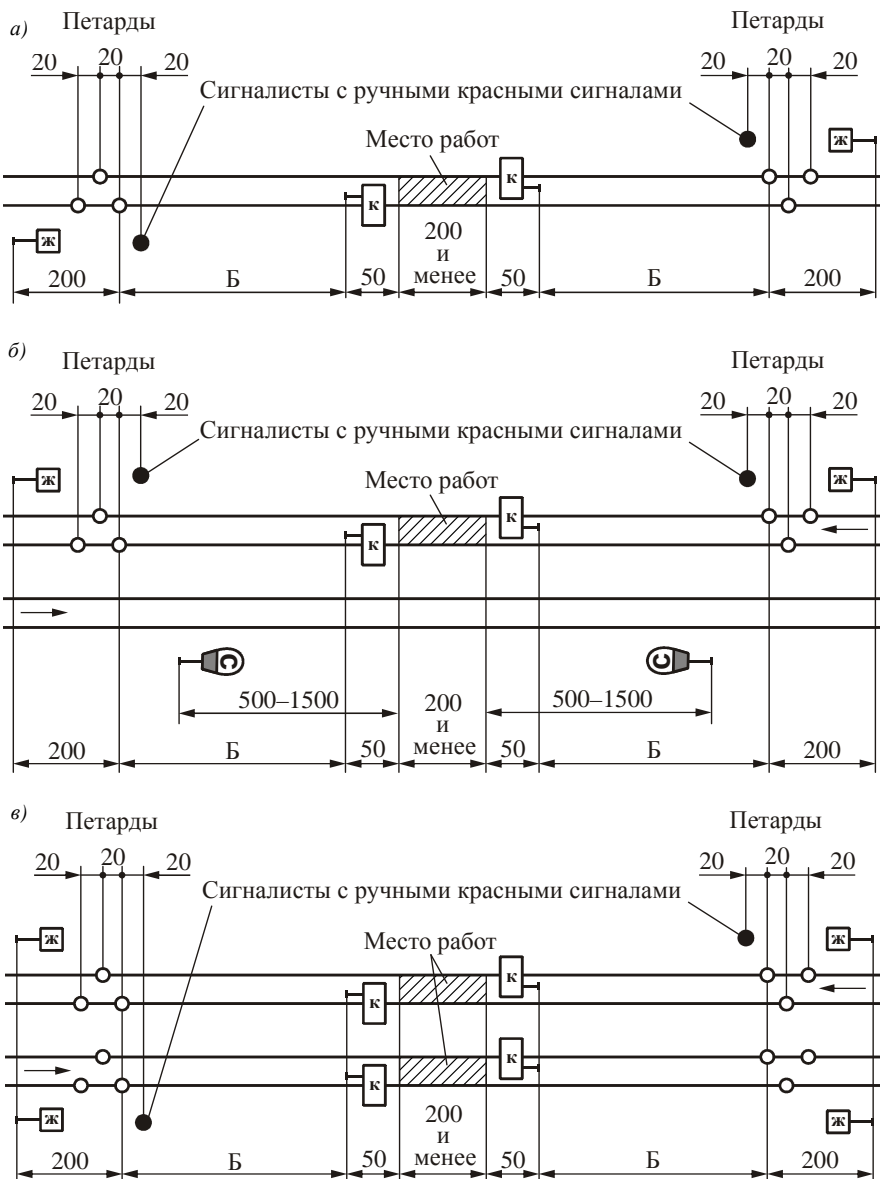 а)
Петарды
Петарды
20 20 20
20 20 20
Сигналисты с ручными красными сигналами
Место работ
ж
к
к
ж
200 и менее
200 Б 50 50 Б 200
б)
Петарды
Петарды
20 20 20
20 20 20
Сигналисты с ручными красными сигналами
ж
Место работ
ж
к
к
С
С
500–1500
200 и менее
500–1500
200 Б 50 50 Б 200
в)
Петарды
Петарды
20 20 20
20 20 20
Сигналисты с ручными красными сигналами
ж
Место работ
ж
к
к
к
к
ж
ж
200 и менее
200 Б 50 50 Б 200